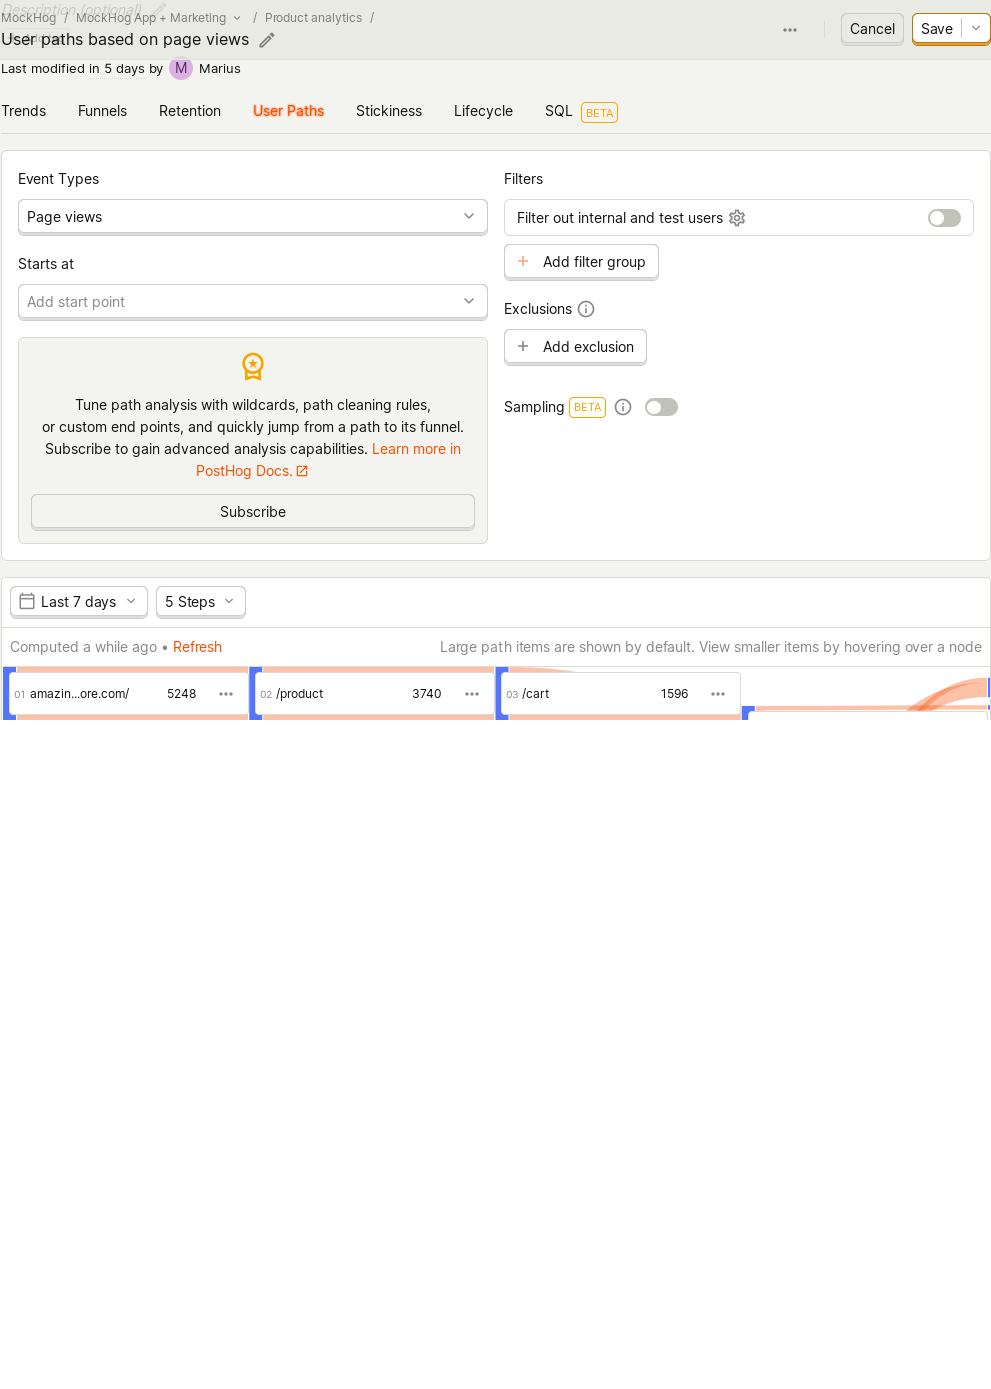 Description (optional)
MockHog / MockHog App + Marketing / Product analytics /
User paths based on page views
Cancel
Save
Last modified in 5 days by M Marius
Trends Funnels Retention User Paths Stickiness Lifecycle SQL BETA
Event Types
Page views
Starts at
Add start point
Tune path analysis with wildcards, path cleaning rules,
or custom end points, and quickly jump from a path to its funnel.
Subscribe to gain advanced analysis capabilities. Learn more in
PostHog Docs.
Subscribe
Filters
Filter out internal and test users
+ Add filter group
Exclusions
+ Add exclusion
Sampling BETA
Last 7 days
5 Steps
Computed a while ago • Refresh
Large path items are shown by default. View smaller items by hovering over a node
01 amazin...ore.com/ 5248
02 /product 3740
03 /cart 1596